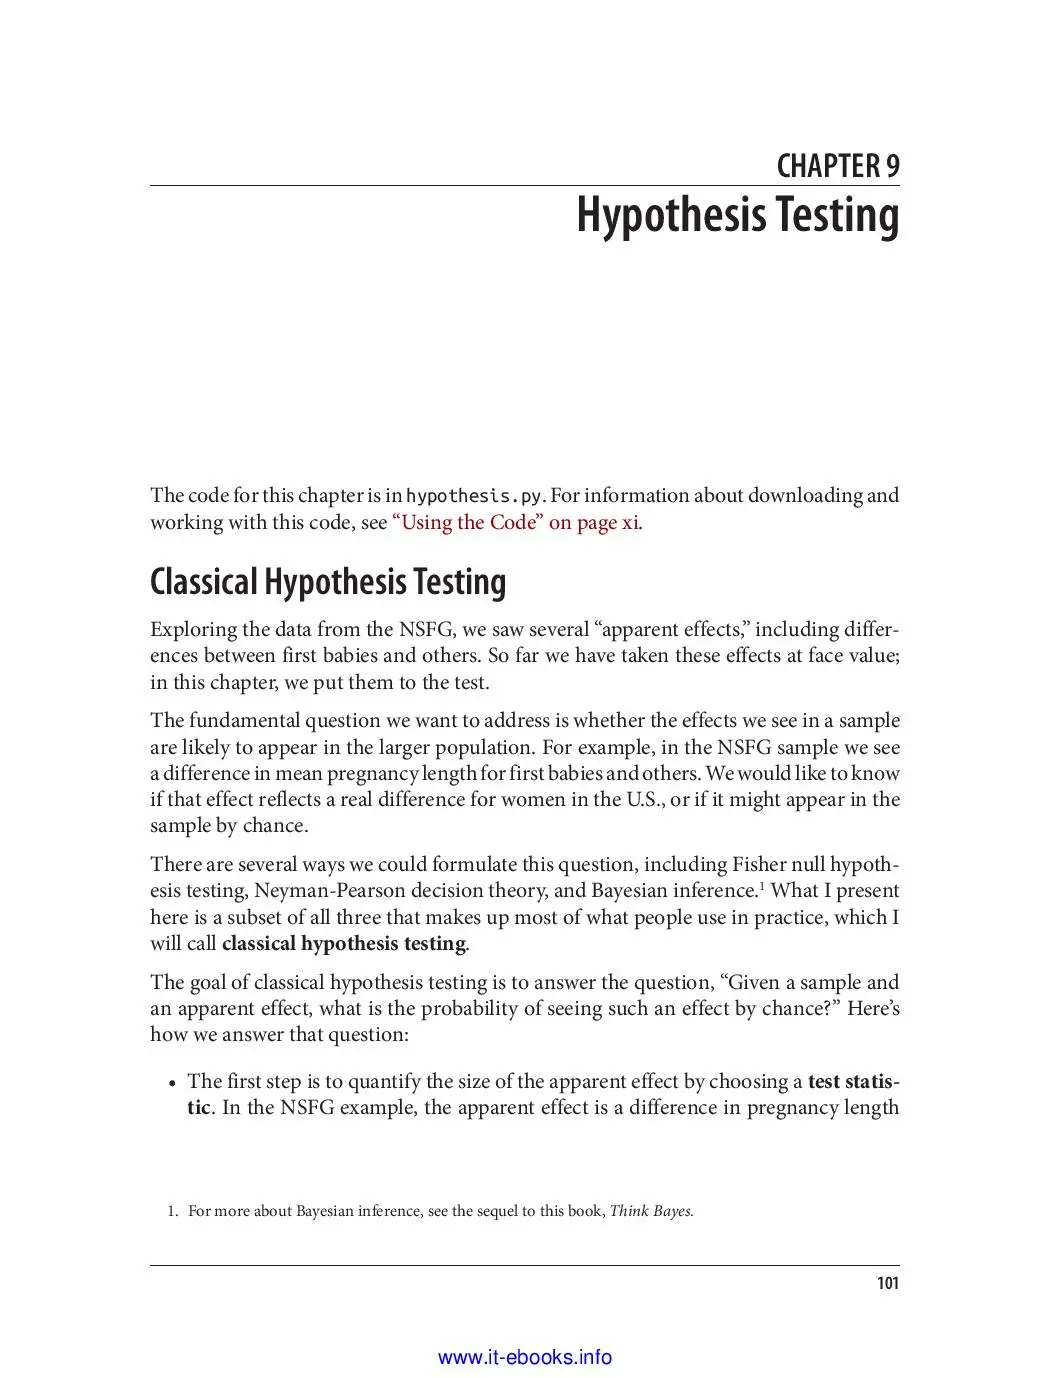 CHAPTER 9
Hypothesis Testing
The code for this chapter is in hypothesis.py. For information about downloading and
working with this code, see “Using the Code” on page xi.
Classical Hypothesis Testing
Exploring the data from the NSFG, we saw several “apparent effects,” including differ-
ences between first babies and others. So far we have taken these effects at face value;
in this chapter, we put them to the test.
The fundamental question we want to address is whether the effects we see in a sample
are likely to appear in the larger population. For example, in the NSFG sample we see
a difference in mean pregnancy length for first babies and others. We would like to know
if that effect reflects a real difference for women in the U.S., or if it might appear in the
sample by chance.
There are several ways we could formulate this question, including Fisher null hypoth-
esis testing, Neyman-Pearson decision theory, and Bayesian inference.1 What I present
here is a subset of all three that makes up most of what people use in practice, which I
will call classical hypothesis testing.
The goal of classical hypothesis testing is to answer the question, “Given a sample and
an apparent effect, what is the probability of seeing such an effect by chance?” Here’s
how we answer that question:
• The first step is to quantify the size of the apparent effect by choosing a test statis-
tic. In the NSFG example, the apparent effect is a difference in pregnancy length
1. For more about Bayesian inference, see the sequel to this book, Think Bayes.
101
www.it-ebooks.info